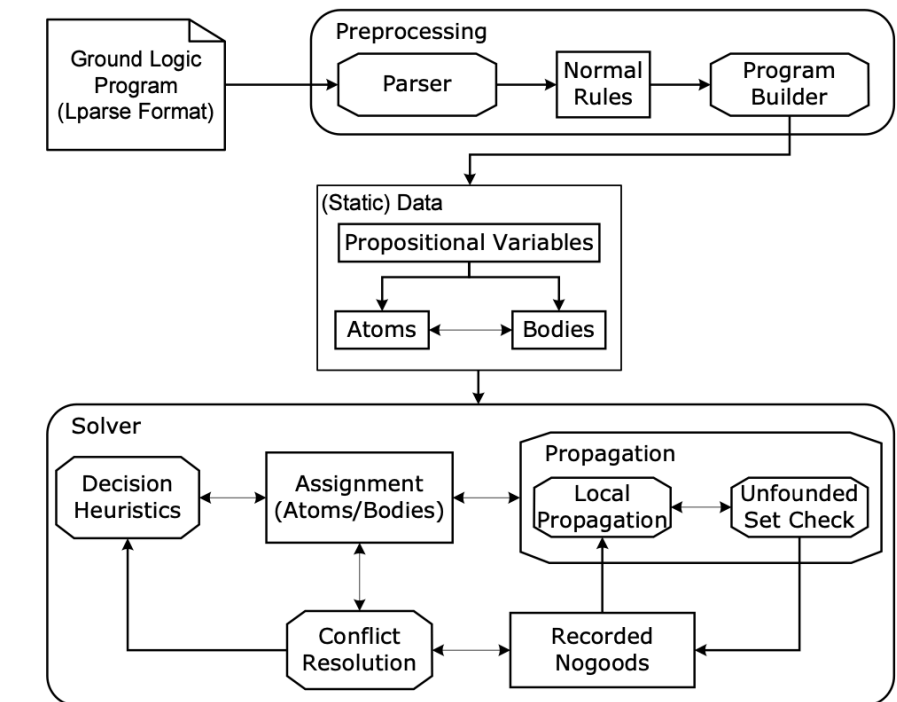 Ground Logic
Program
(Lparse Format)
Preprocessing
Parser
Normal
Rules
Program
Builder
(Static) Data
Propositional Variables
Atoms
Bodies
Solver
Decision
Heuristics
Assignment
(Atoms/Bodies)
Propagation
Local
Propagation
Unfounded
Set Check
Conflict
Resolution
Recorded
Nogoods